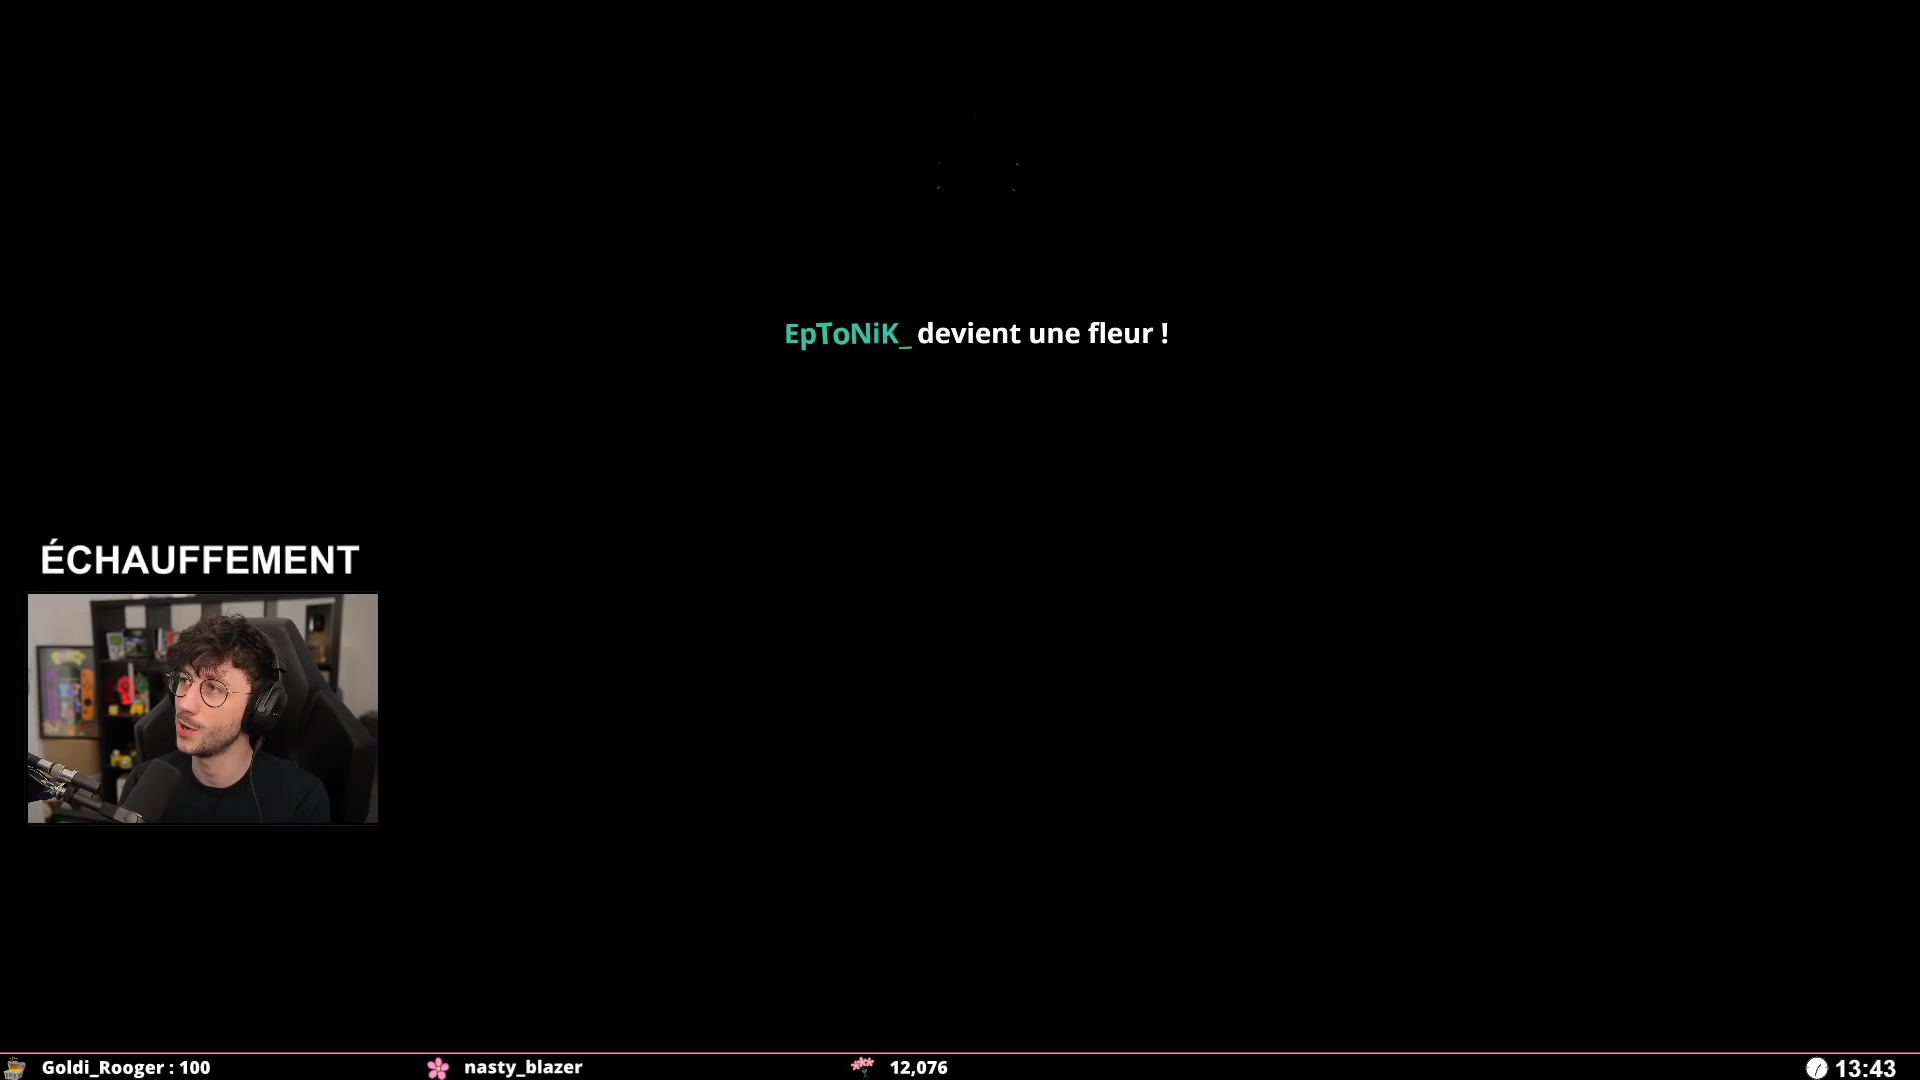 EpToNiK_ devient une fleur !
ÉCHAUFFEMENT
Goldi_Rooger : 100
nasty_blazer
12,076
13:43